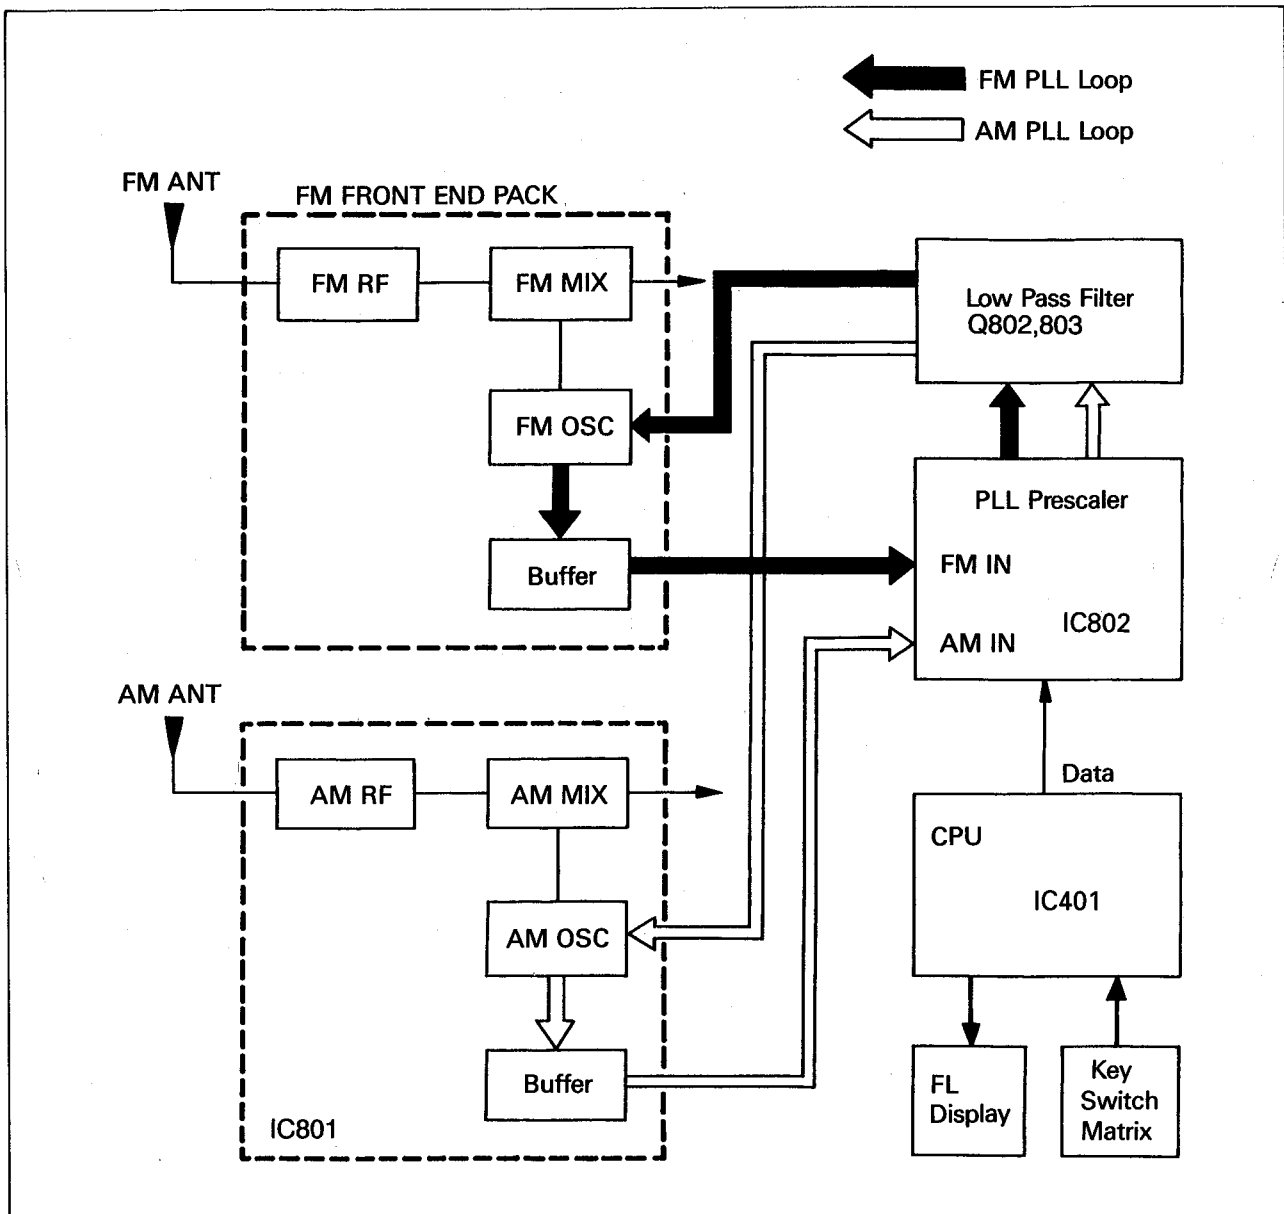 FM PLL Loop
AM PLL Loop
FM ANT
FM FRONT END PACK
FM RF
FM MIX
Low Pass Filter
Q802,803
FM OSC
PLL Prescaler
Buffer
FM IN
IC802
AM IN
AM ANT
Data
AM RF
AM MIX
CPU
IC401
AM OSC
Buffer
IC801
FL
Display
Key
Switch
Matrix